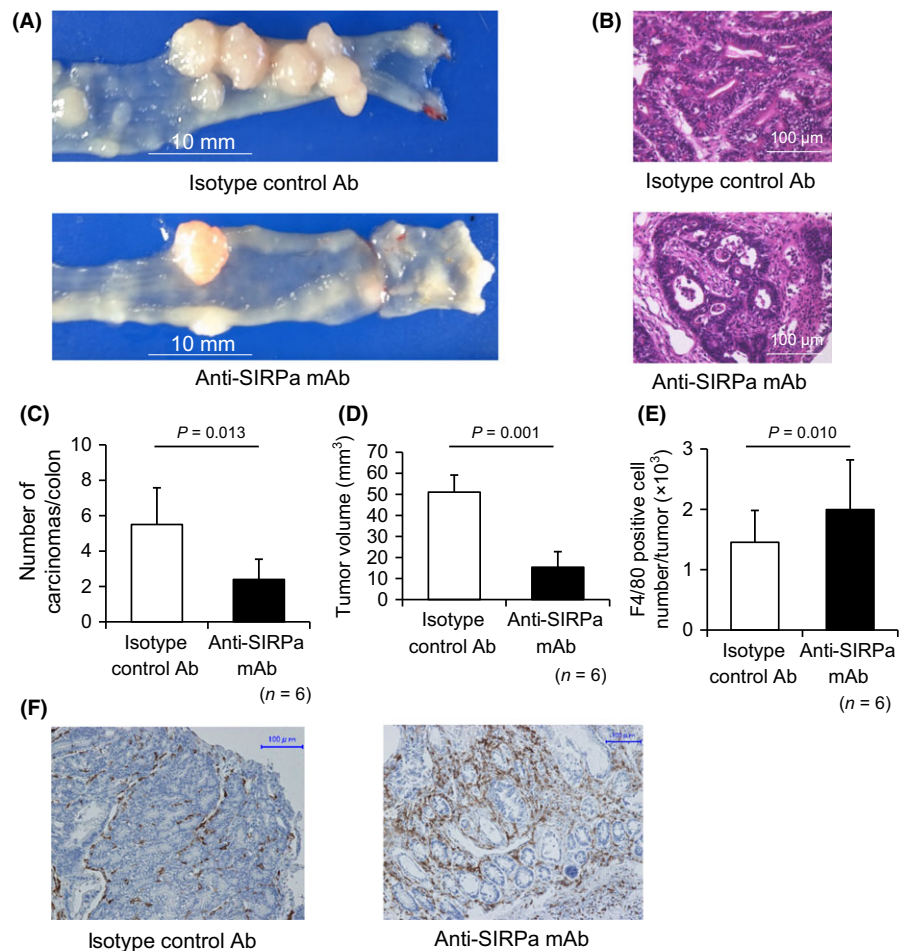 (A)
10 mm
Isotype control Ab
10 mm
Anti-SIRPa mAb
(B)
100 µm
Isotype control Ab
100 µm
Anti-SIRPa mAb
(C)
Number of
carcinomas/colon
10
8
6
4
2
0
P = 0.013
Isotype
control Ab
Anti-SIRPa
mAb
(n = 6)
(D)
Tumor volume (mm³)
70
60
50
40
30
20
10
0
P = 0.001
Isotype
control Ab
Anti-SIRPa
mAb
(n = 6)
(E)
F4/80 positive cell
number/tumor (×10³)
3
2
1
0
P = 0.010
Isotype
control Ab
Anti-SIRPa
mAb
(n = 6)
(F)
100 µm
Isotype control Ab
100 µm
Anti-SIRPa mAb